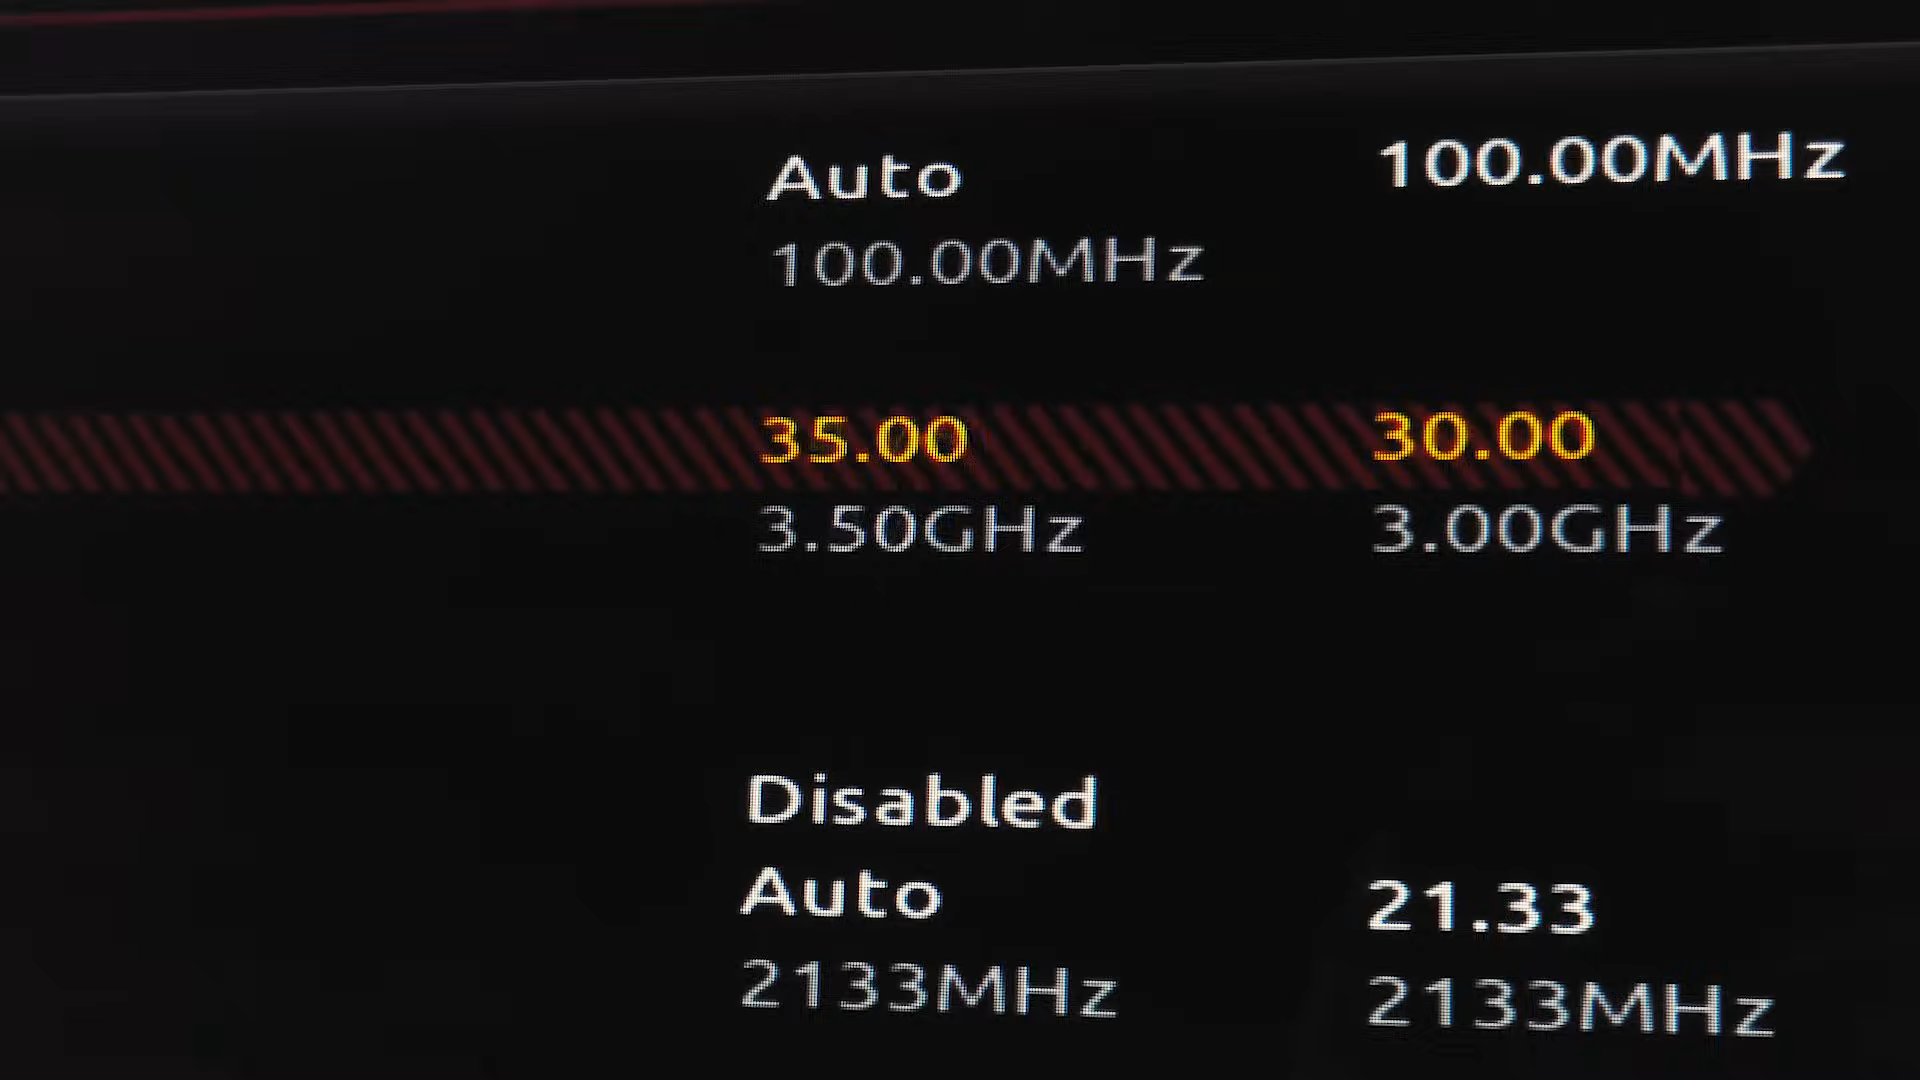 Auto 100.00MHz
100.00MHz
35.00 30.00
3.50GHz 3.00GHz
Disabled
Auto 21.33
2133MHz 2133MHz